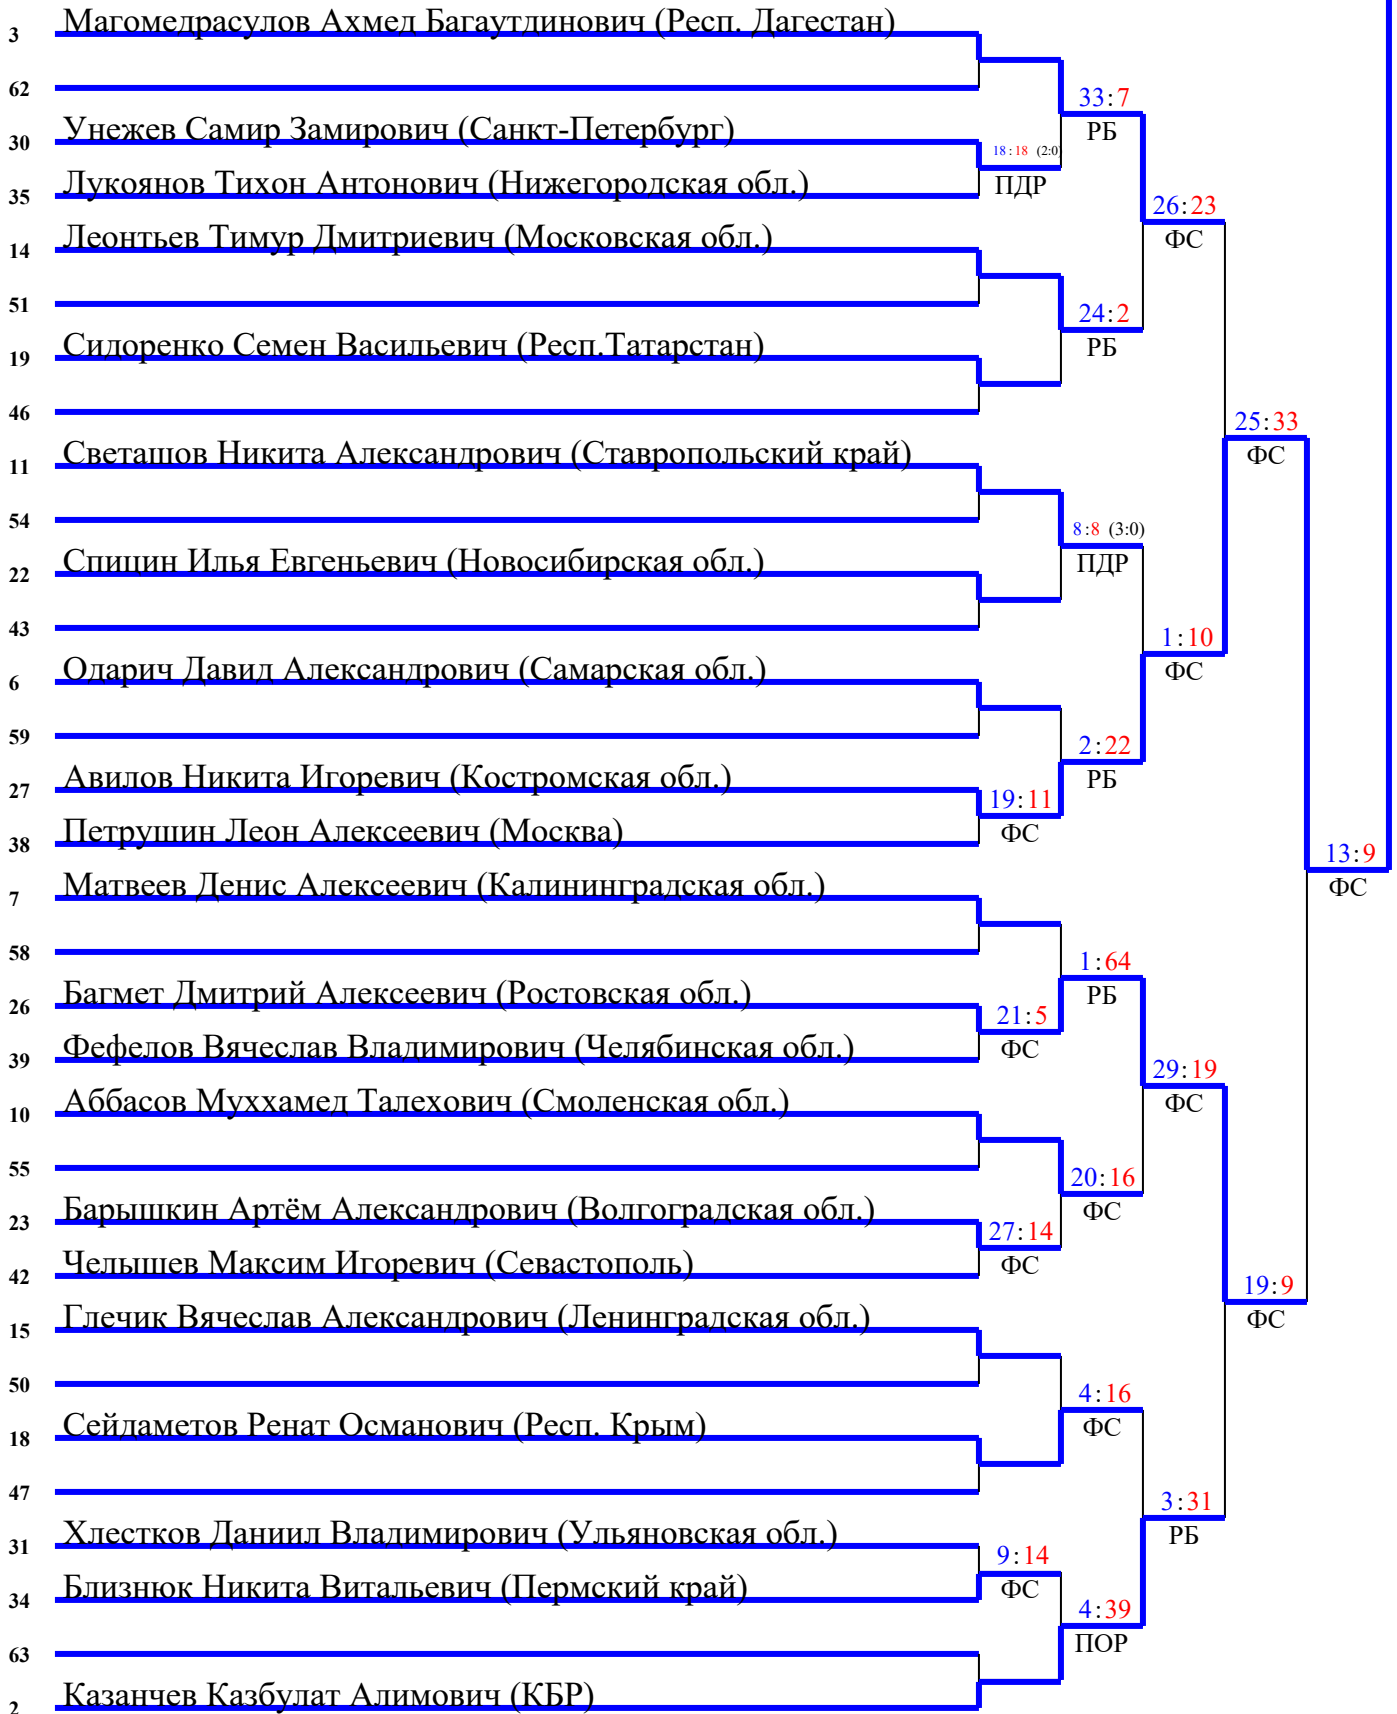 3 Магомедрасулов Ахмед Багаутдинович (Респ. Дагестан)
62
33:7
РБ
30 Унежев Самир Замирович (Санкт-Петербург)
18:18 (2:0)
ПДР
35 Лукоянов Тихон Антонович (Нижегородская обл.)
26:23
ФС
14 Леонтьев Тимур Дмитриевич (Московская обл.)
51
24:2
РБ
19 Сидоренко Семен Васильевич (Респ.Татарстан)
46
25:33
ФС
11 Светашов Никита Александрович (Ставропольский край)
54
8:8 (3:0)
ПДР
22 Спицин Илья Евгеньевич (Новосибирская обл.)
43
1:10
ФС
6 Одарич Давид Александрович (Самарская обл.)
59
2:22
РБ
27 Авилов Никита Игоревич (Костромская обл.)
19:11
ФС
38 Петрушин Леон Алексеевич (Москва)
13:9
ФС
7 Матвеев Денис Алексеевич (Калининградская обл.)
58
1:64
РБ
26 Багмет Дмитрий Алексеевич (Ростовская обл.)
21:5
ФС
39 Фефелов Вячеслав Владимирович (Челябинская обл.)
29:19
ФС
10 Аббасов Муххамед Талехович (Смоленская обл.)
55
20:16
ФС
23 Барышкин Артём Александрович (Волгоградская обл.)
27:14
ФС
42 Челышев Максим Игоревич (Севастополь)
19:9
ФС
15 Глечик Вячеслав Александрович (Ленинградская обл.)
50
4:16
ФС
18 Сейдаметов Ренат Османович (Респ. Крым)
47
3:31
РБ
31 Хлестков Даниил Владимирович (Ульяновская обл.)
9:14
ФС
34 Близнюк Никита Витальевич (Пермский край)
4:39
ПОР
63
2 Казанчев Казбулат Алимович (КБР)